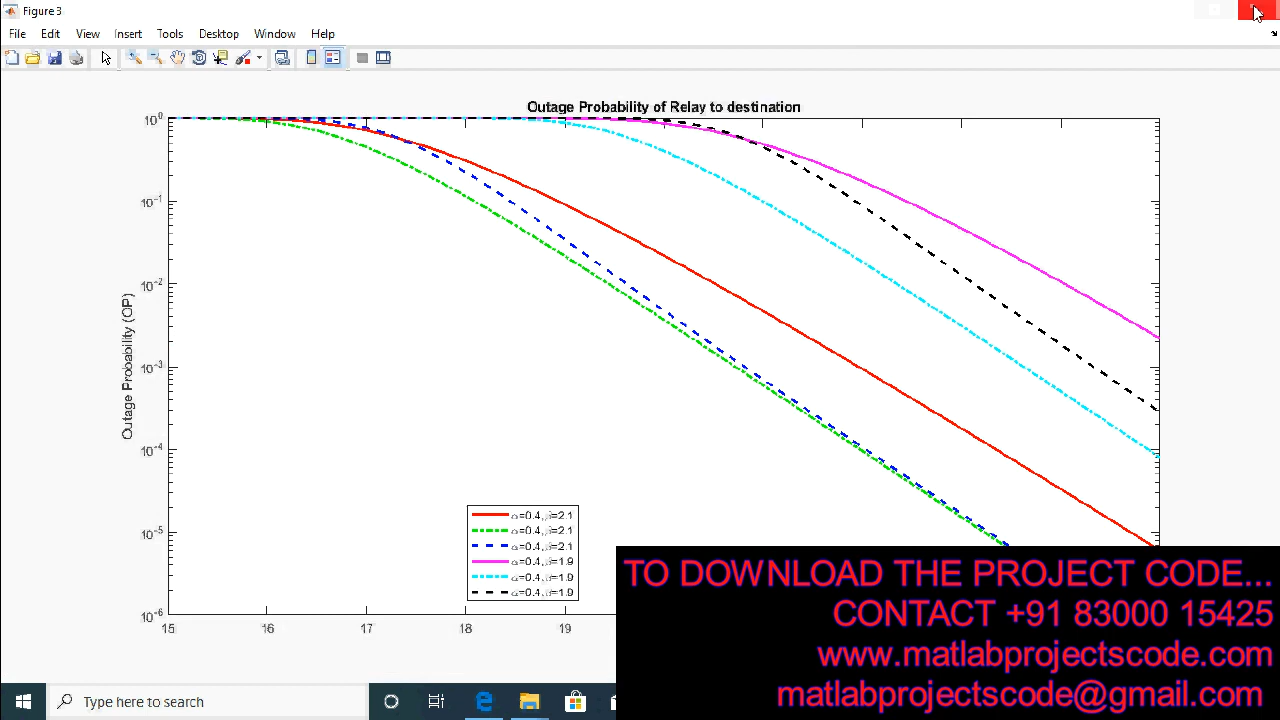 Figure 3
File Edit View Insert Tools Desktop Window Help
Outage Probability of Relay to destination
10^0
10^-1
10^-2
10^-3
10^-4
10^-5
10^-6
Outage Probability (OP)
15 16 17 18 19
α=0.4,β=2.1
α=0.4,β=2.1
α=0.4,β=2.1
α=0.4,β=1.9
α=0.4,β=1.9
α=0.4,β=1.9
TO DOWNLOAD THE PROJECT CODE...
CONTACT +91 83000 15425
www.matlabprojectscode.com
matlabprojectscode@gmail.com
Type here to search